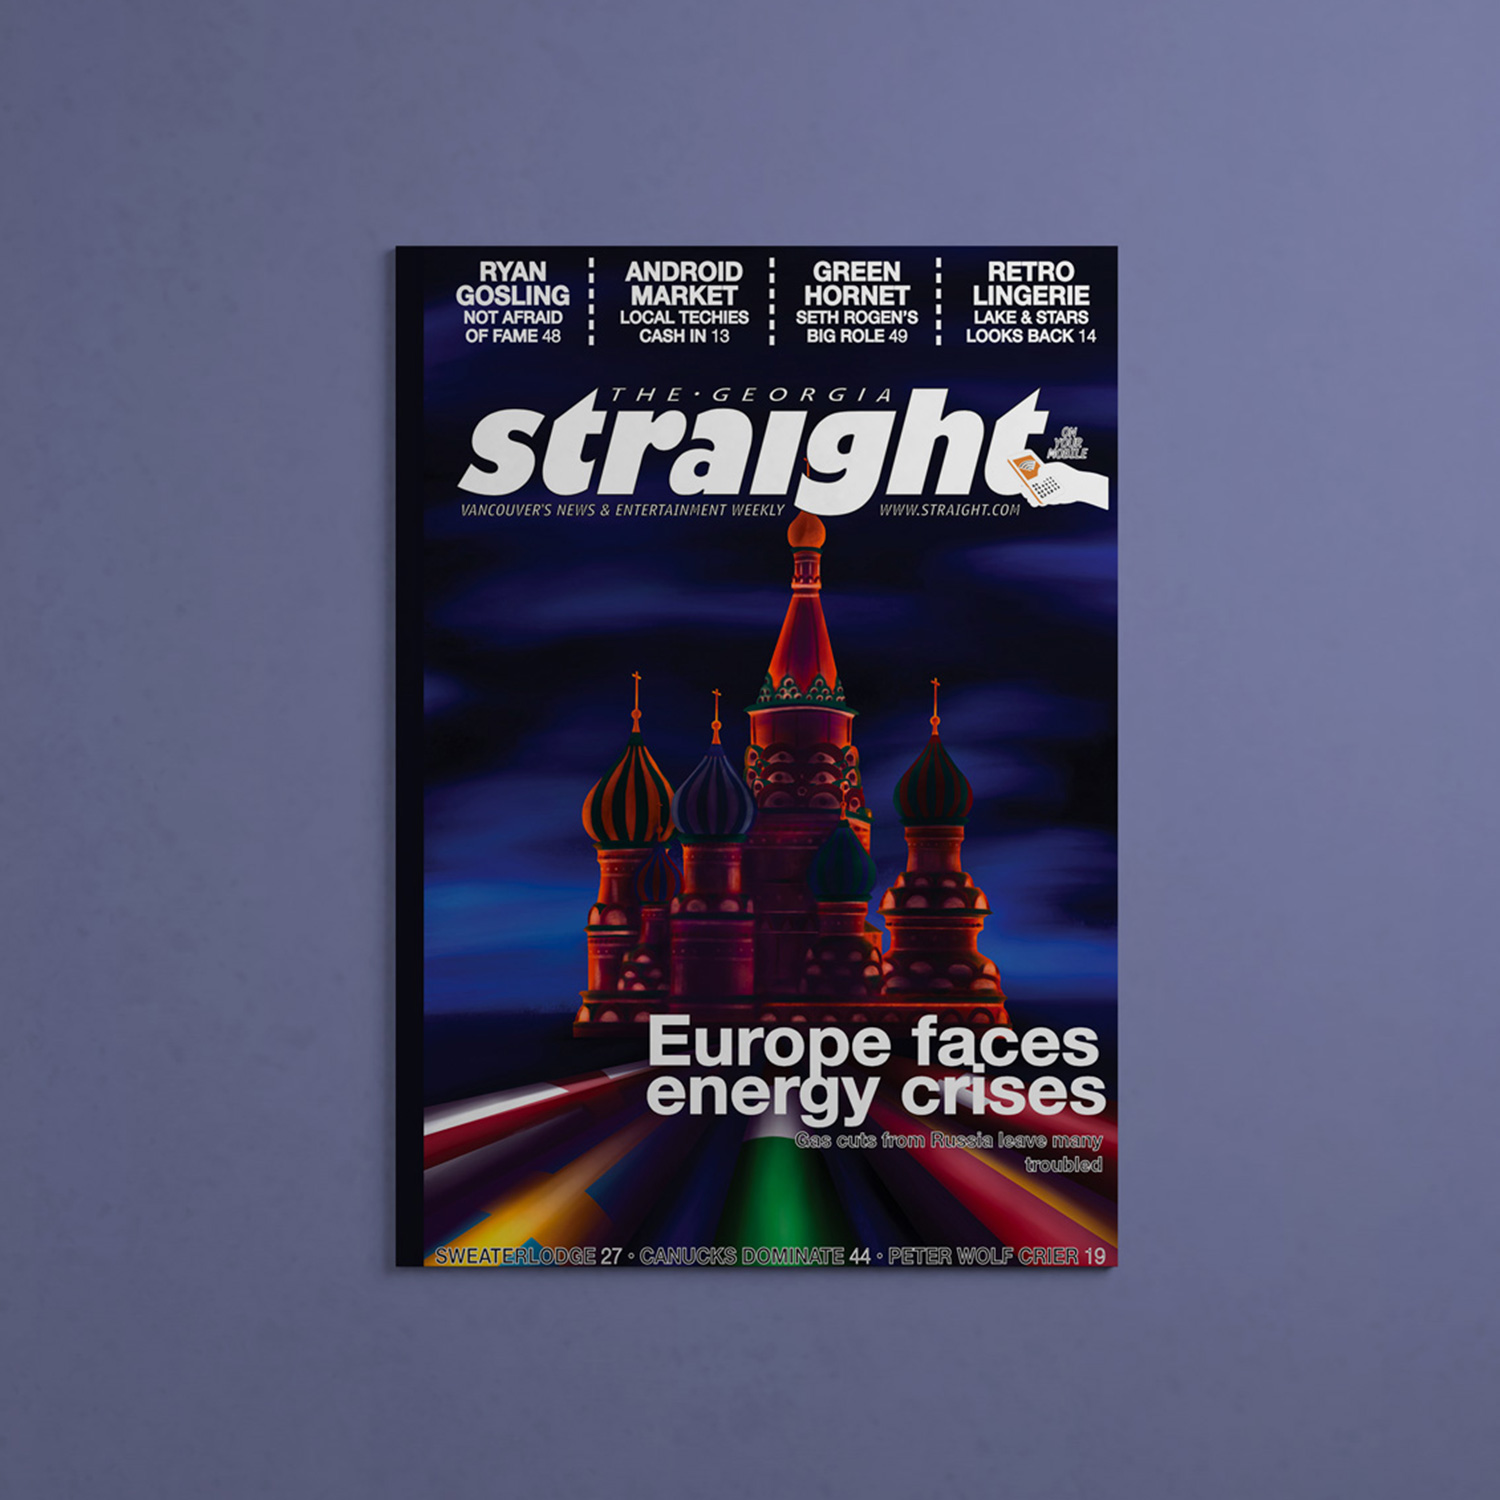 RYAN
GOSLING
NOT AFRAID
OF FAME 48
ANDROID
MARKET
LOCAL TECHIES
CASH IN 13
GREEN
HORNET
SETH ROGEN'S
BIG ROLE 49
RETRO
LINGERIE
LAKE & STARS
LOOKS BACK 14
THE·GEORGIA
straight
ON
YOUR
MOBILE
VANCOUVER'S NEWS & ENTERTAINMENT WEEKLY WWW.STRAIGHT.COM
Europe faces
energy crises
Gas cuts from Russia leave many
troubled
SWEATERLODGE 27 • CANUCKS DOMINATE 44 • PETER WOLF CRIER 19